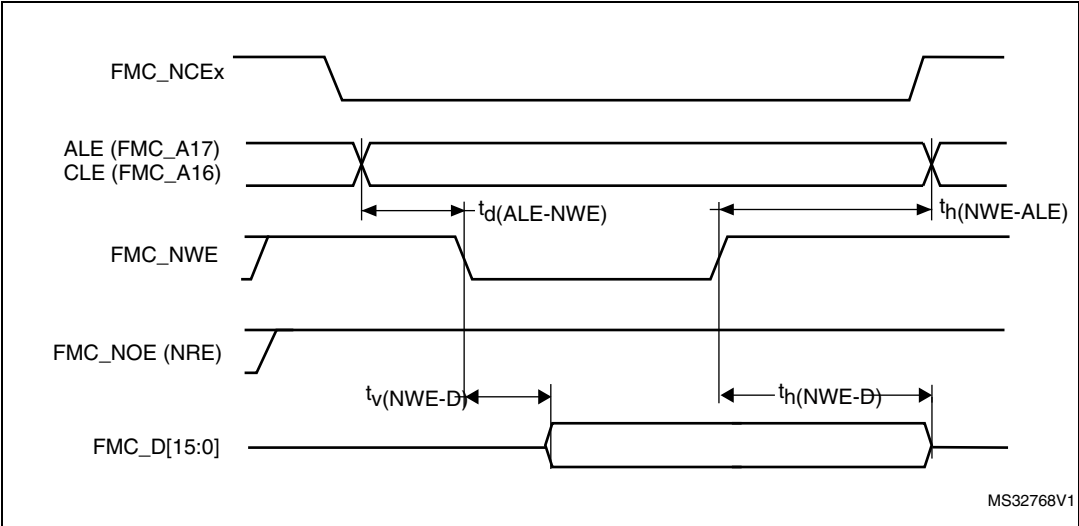 FMC_NCEx
ALE (FMC_A17)
CLE (FMC_A16)
td(ALE-NWE)
th(NWE-ALE)
FMC_NWE
FMC_NOE (NRE)
tv(NWE-D)
th(NWE-D)
FMC_D[15:0]
MS32768V1